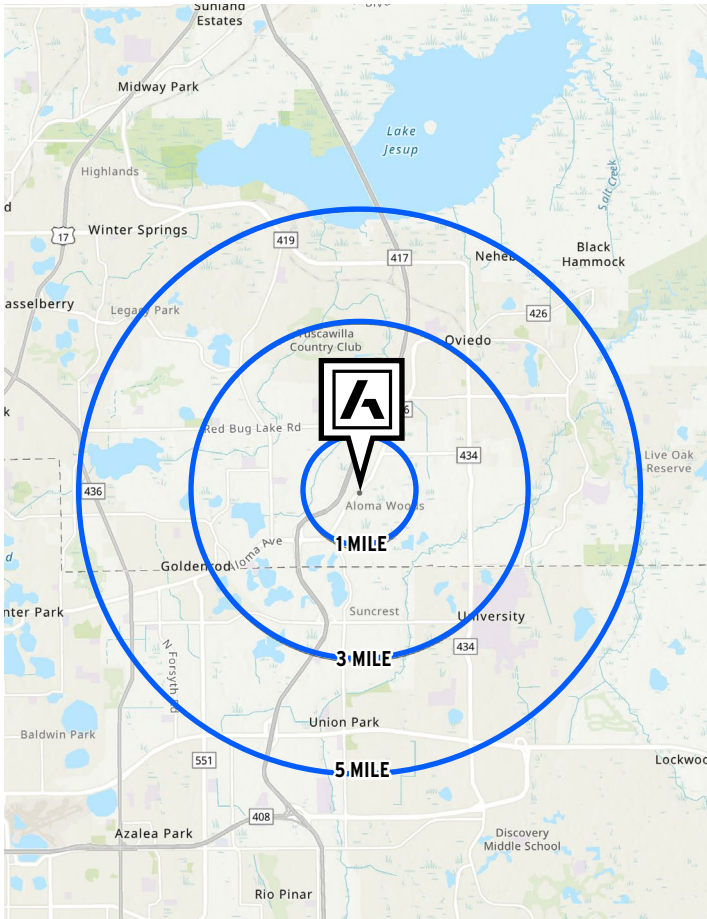 Sunland
Estates
Midway Park
Lake
Jesup
Highlands
Salt Creek
17
Winter Springs
419
417
Black
Hammock
asselberry
Legacy Park
426
Tuscawilla
Country Club
Oviedo
Red Bug Lake Rd
434
Live Oak
Reserve
436
Aloma Woods
1 MILE
Aloma Ave
Goldenrod
nter Park
Suncrest
University
N Forsyth Rd
434
3 MILE
Union Park
Baldwin Park
551
5 MILE
Lockwoo
408
Azalea Park
Discovery
Middle School
Rio Pinar